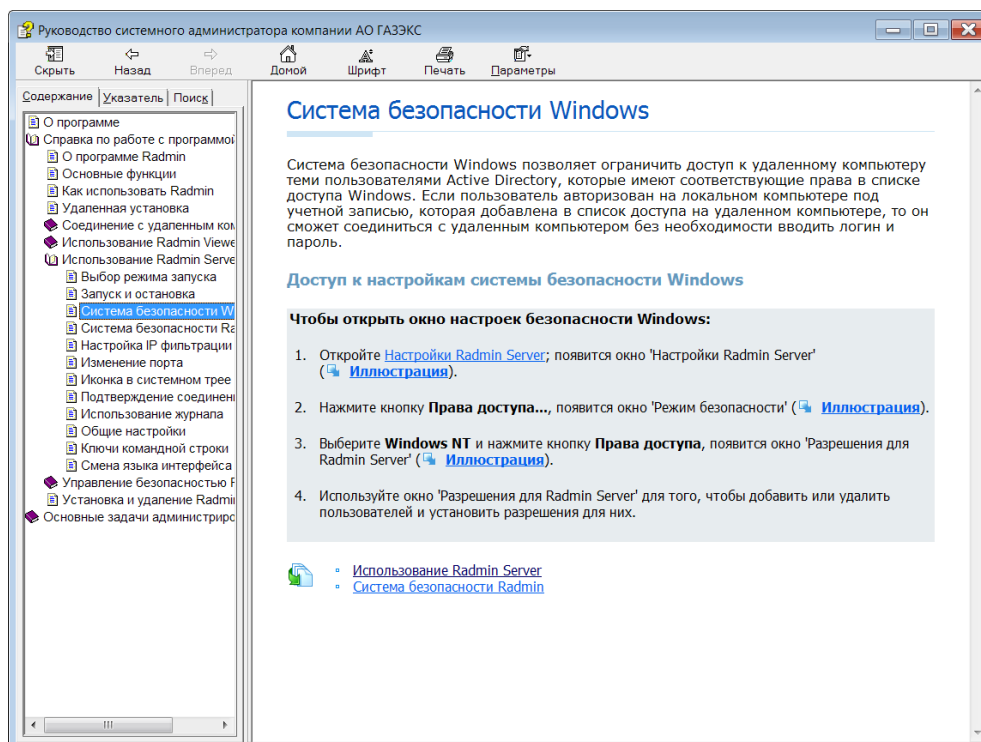 Руководство системного администратора компании АО ГАЗЭКС
Скрыть Назад Вперед Домой Шрифт Печать Параметры
Содержание Указатель Поиск
О программе
Справка по работе с программой
О программе Radmin
Основные функции
Как использовать Radmin
Удаленная установка
Соединение с удаленным ком
Использование Radmin Viewe
Использование Radmin Serve
Выбор режима запуска
Запуск и остановка
Система безопасности W
Система безопасности Ra
Настройка IP фильтрации
Изменение порта
Иконка в системном трее
Подтверждение соединени
Использование журнала
Общие настройки
Ключи командной строки
Смена языка интерфейса
Управление безопасностью R
Установка и удаление Radmi
Основные задачи администриро
Система безопасности Windows
Система безопасности Windows позволяет ограничить доступ к удаленному компьютеру
теми пользователями Active Directory, которые имеют соответствующие права в списке
доступа Windows. Если пользователь авторизован на локальном компьютере под
учетной записью, которая добавлена в список доступа на удаленном компьютере, то он
сможет соединиться с удаленным компьютером без необходимости вводить логин и
пароль.
Доступ к настройкам системы безопасности Windows
Чтобы открыть окно настроек безопасности Windows:
1. Откройте Настройки Radmin Server; появится окно 'Настройки Radmin Server'
( Иллюстрация).
2. Нажмите кнопку Права доступа..., появится окно 'Режим безопасности' ( Иллюстрация).
3. Выберите Windows NT и нажмите кнопку Права доступа, появится окно 'Разрешения для
Radmin Server' ( Иллюстрация).
4. Используйте окно 'Разрешения для Radmin Server' для того, чтобы добавить или удалить
пользователей и установить разрешения для них.
Использование Radmin Server
Система безопасности Radmin